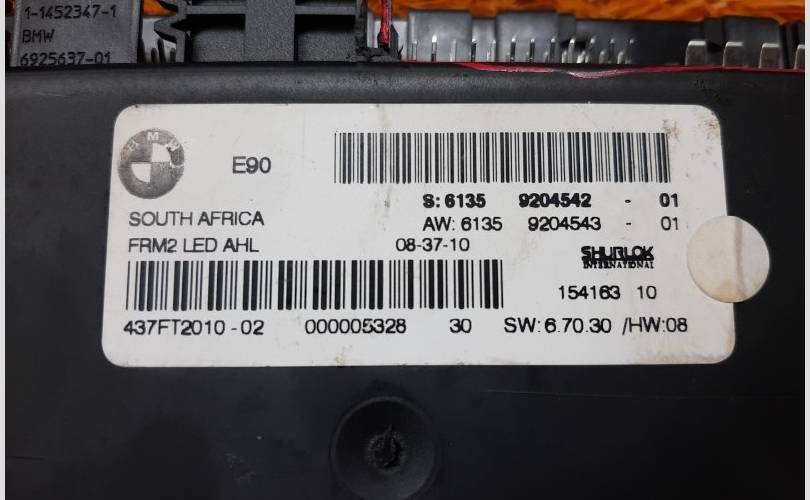 1-1452347-1
BMW
6925637-01
BMW
E90
S: 6135 9204542 - 01
SOUTH AFRICA
AW: 6135 9204543 - 01
FRM2 LED AHL 08-37-10
SHURLOK
INTERNATIONAL
154163 10
437FT2010-02 000005328 30 SW: 6.70.30 /HW:08